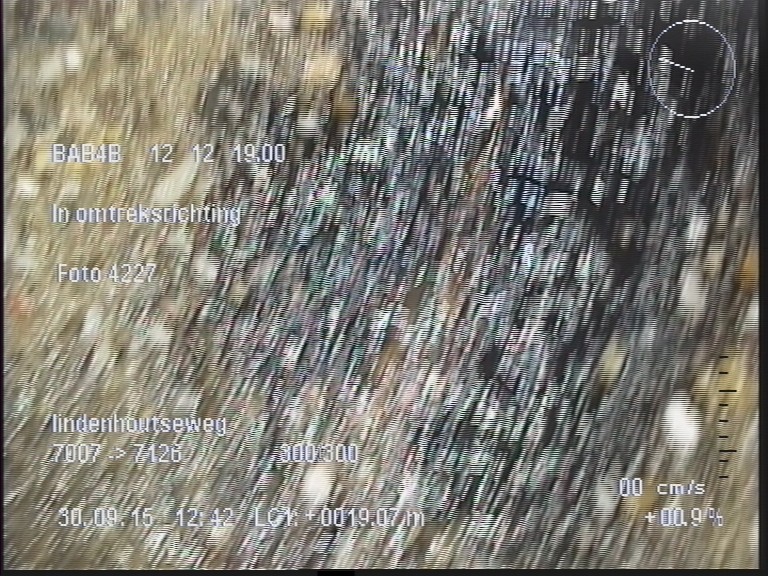 BAB4B 12 12 19.00
In omtreksrichting
Foto 4227
lindenhoutseweg
7007 -> 7126 300/300
00 cm/s
30.09.15 12:42 LC1: +0019.07 m +00.9 %